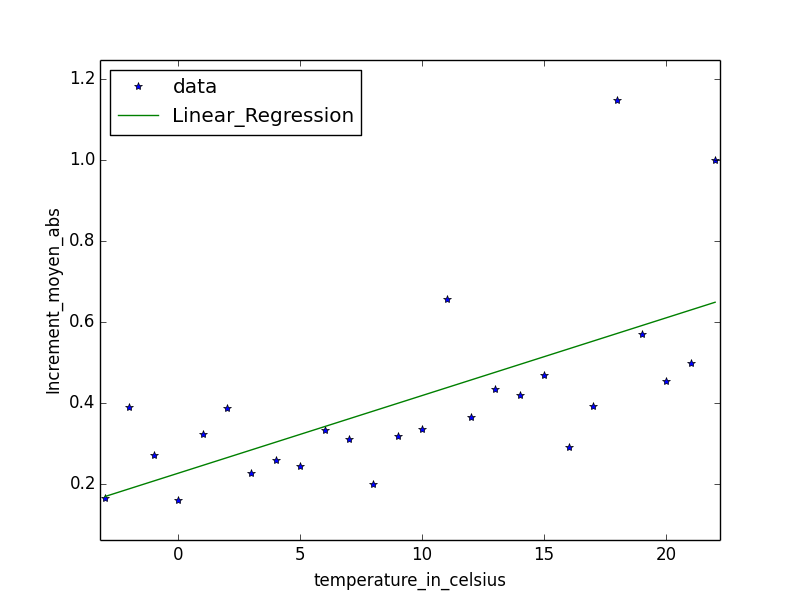 data
Linear_Regression
1.2
1.0
0.8
0.6
0.4
0.2
Increment_moyen_abs
0 5 10 15 20
temperature_in_celsius